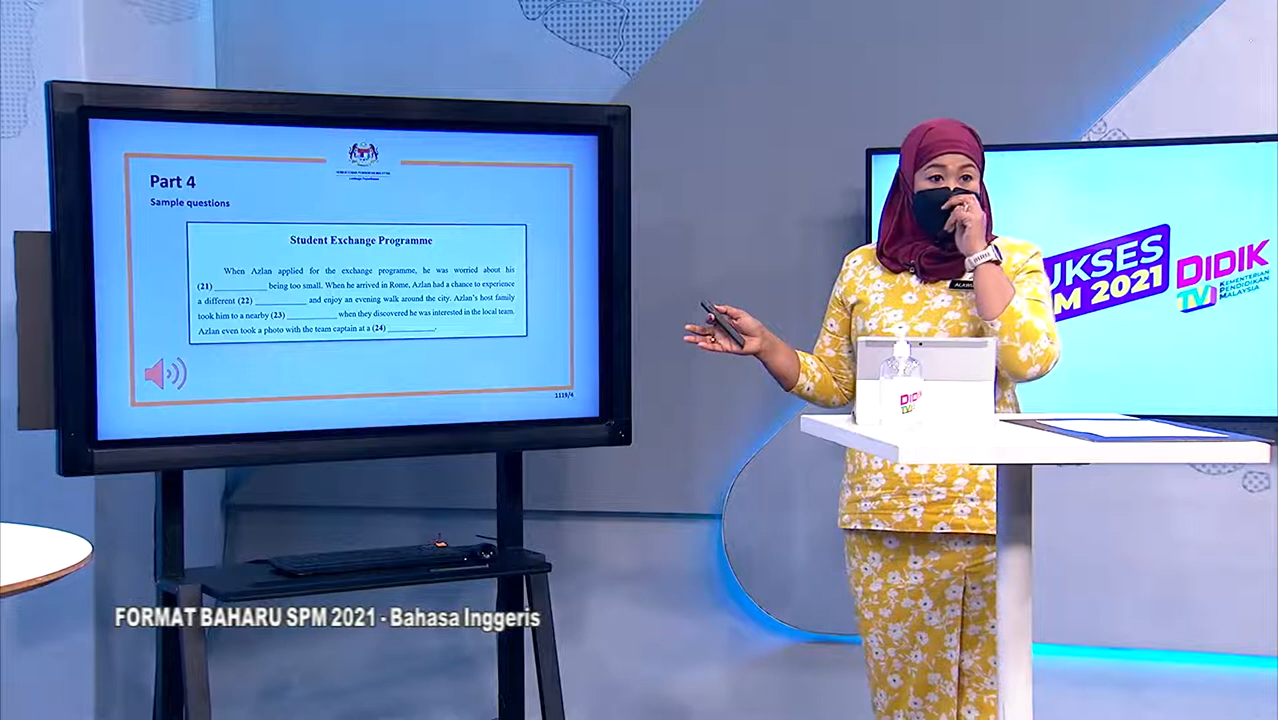 Part 4
Sample questions
Student Exchange Programme
When Azlan applied for the exchange programme, he was worried about his
(21) ____________ being too small. When he arrived in Rome, Azlan had a chance to experience
a different (22) ____________ and enjoy an evening walk around the city. Azlan's host family
took him to a nearby (23) ____________ when they discovered he was interested in the local team.
Azlan even took a photo with the team captain at a (24) ____________.
1119/4
UKSES
M 2021
DIDIK
TV
KEMENTERIAN
PENDIDIKAN
MALAYSIA
DIDIK
TV
FORMAT BAHARU SPM 2021 - Bahasa Inggeris